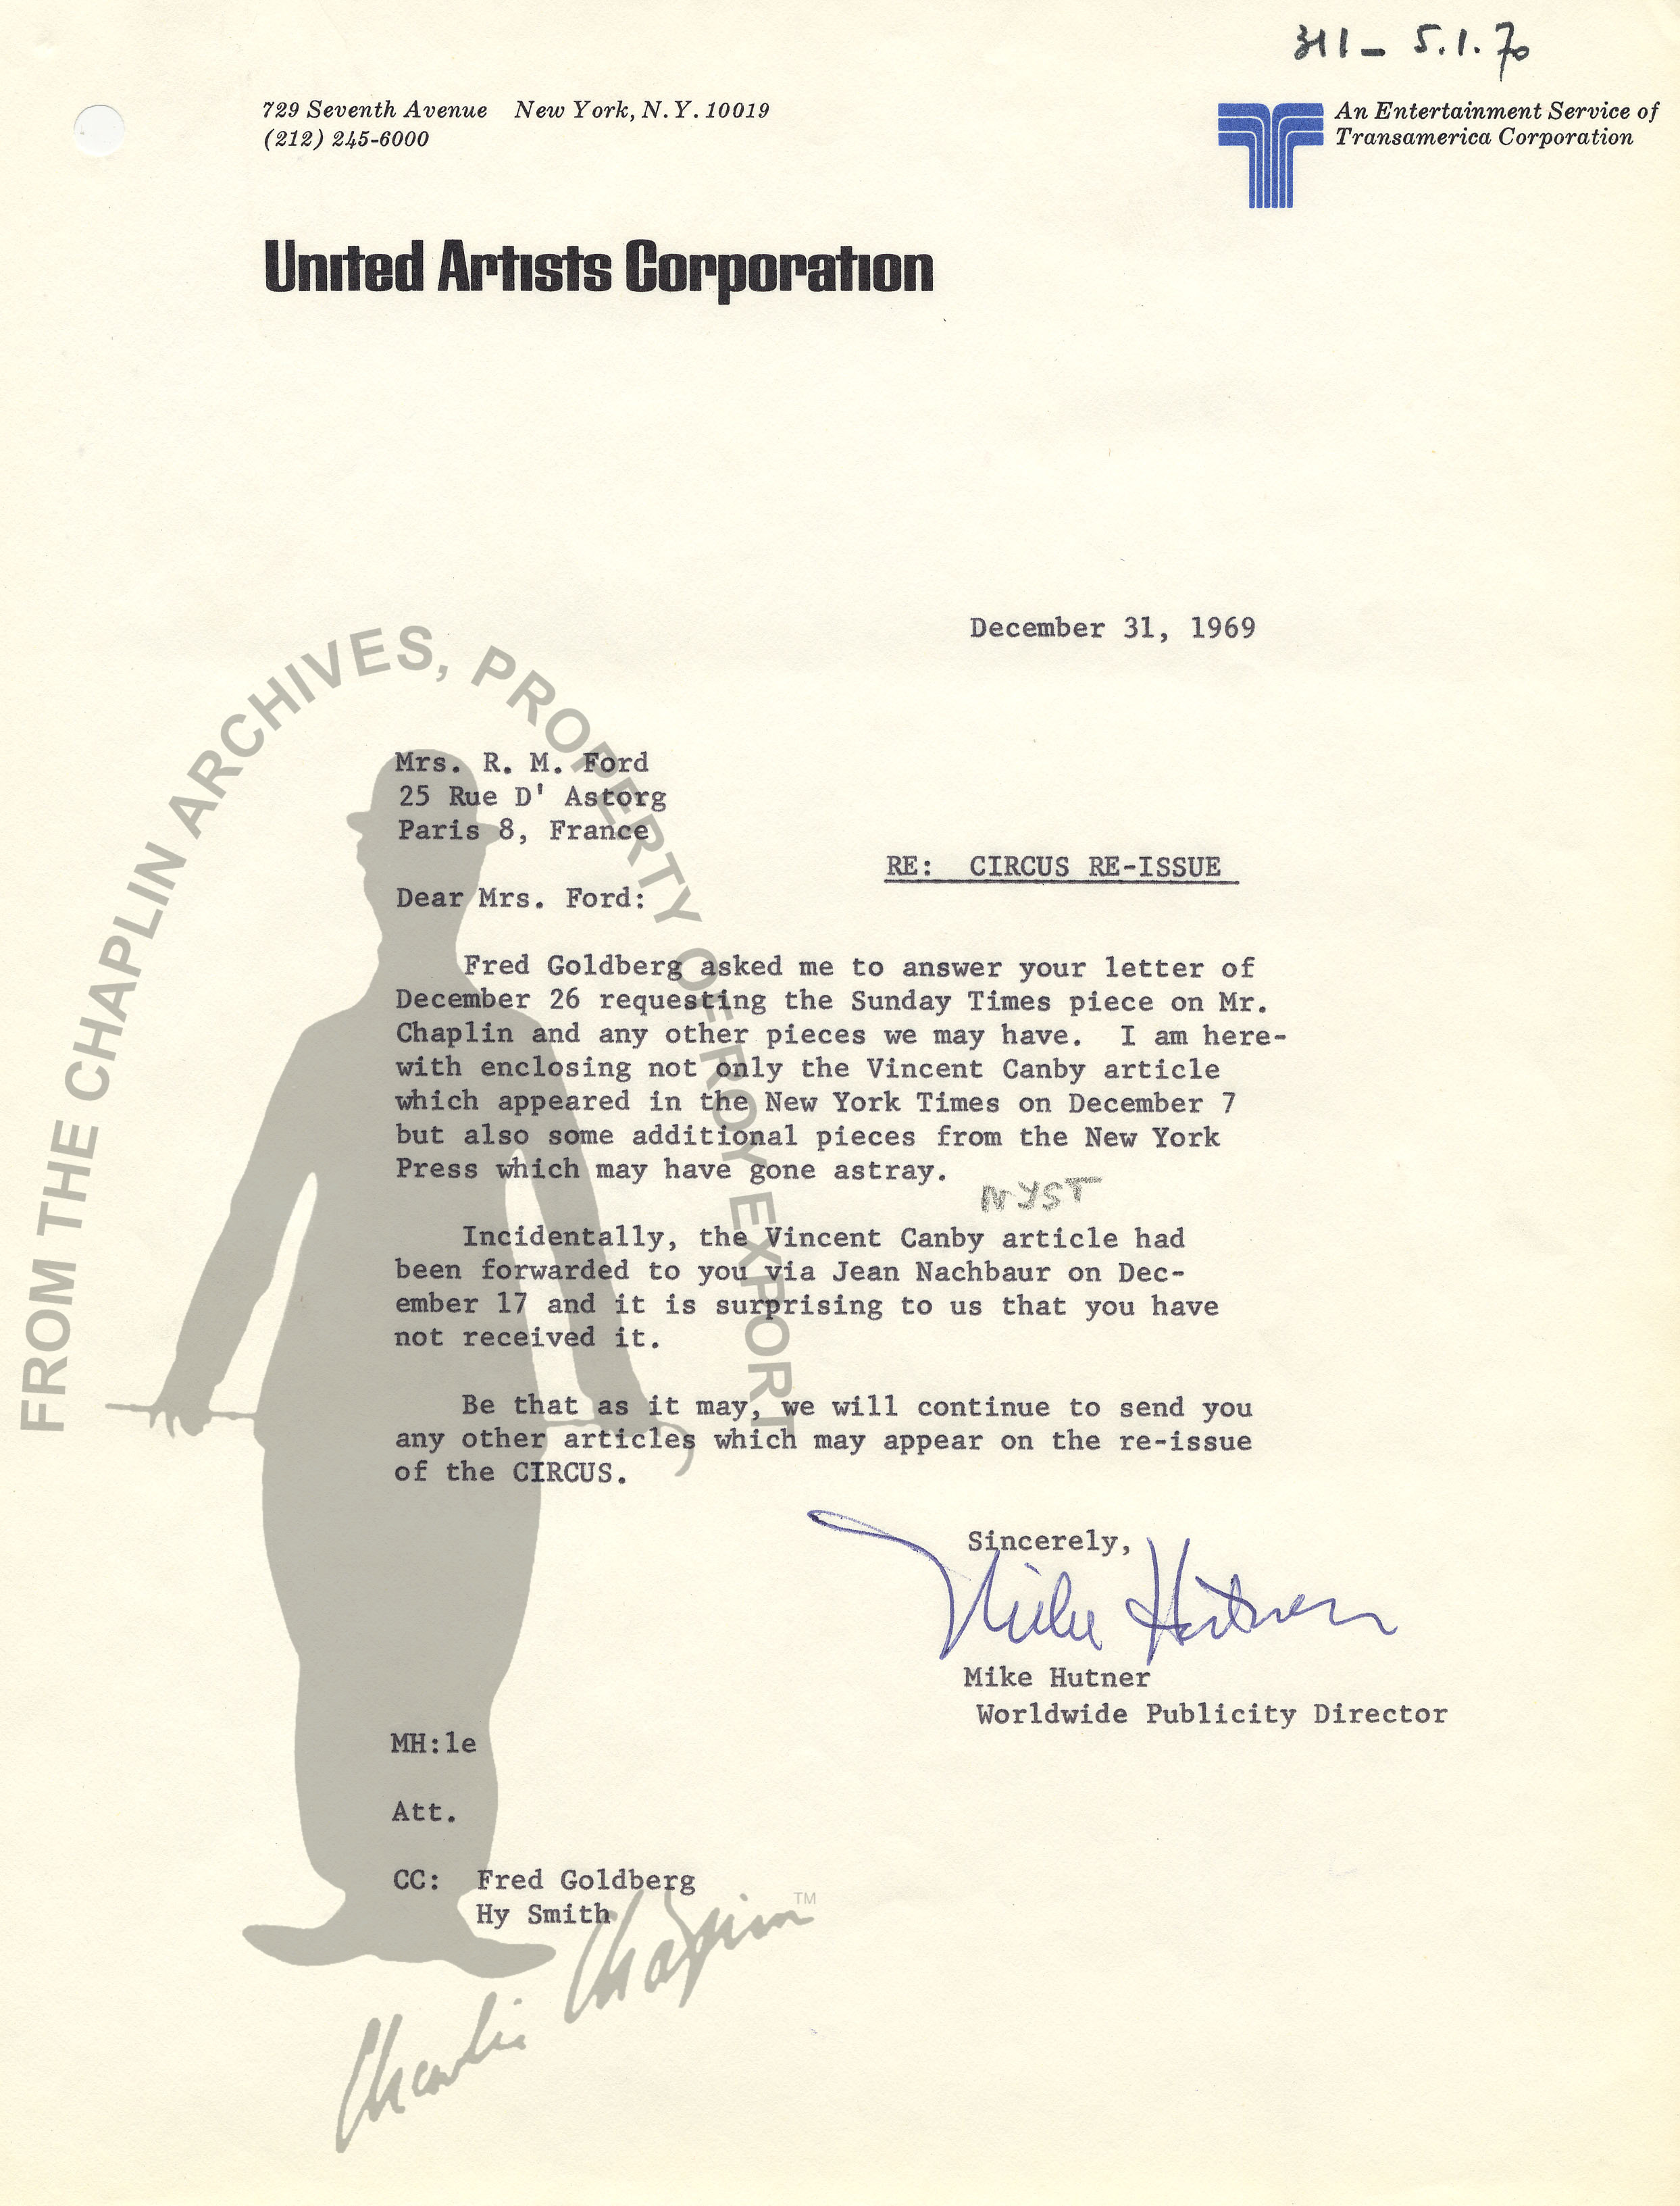 311 - 5.1.70
729 Seventh Avenue New York, N.Y. 10019
(212) 245-6000
An Entertainment Service of
Transamerica Corporation
United Artists Corporation
December 31, 1969
Mrs. R. M. Ford
25 Rue D' Astorg
Paris 8, France
RE: CIRCUS RE-ISSUE
Dear Mrs. Ford:
Fred Goldberg asked me to answer your letter of
December 26 requesting the Sunday Times piece on Mr.
Chaplin and any other pieces we may have. I am here-
with enclosing not only the Vincent Canby article
which appeared in the New York Times on December 7
but also some additional pieces from the New York
Press which may have gone astray.
NYST
Incidentally, the Vincent Canby article had
been forwarded to you via Jean Nachbaur on Dec-
ember 17 and it is surprising to us that you have
not received it.
Be that as it may, we will continue to send you
any other articles which may appear on the re-issue
of the CIRCUS.
Sincerely,
Mike Hutner
Mike Hutner
Worldwide Publicity Director
MH:le
Att.
CC: Fred Goldberg
Hy Smith
FROM THE CHAPLIN ARCHIVES, PROPERTY OF ROY EXPORT
Charlie Chaplin TM